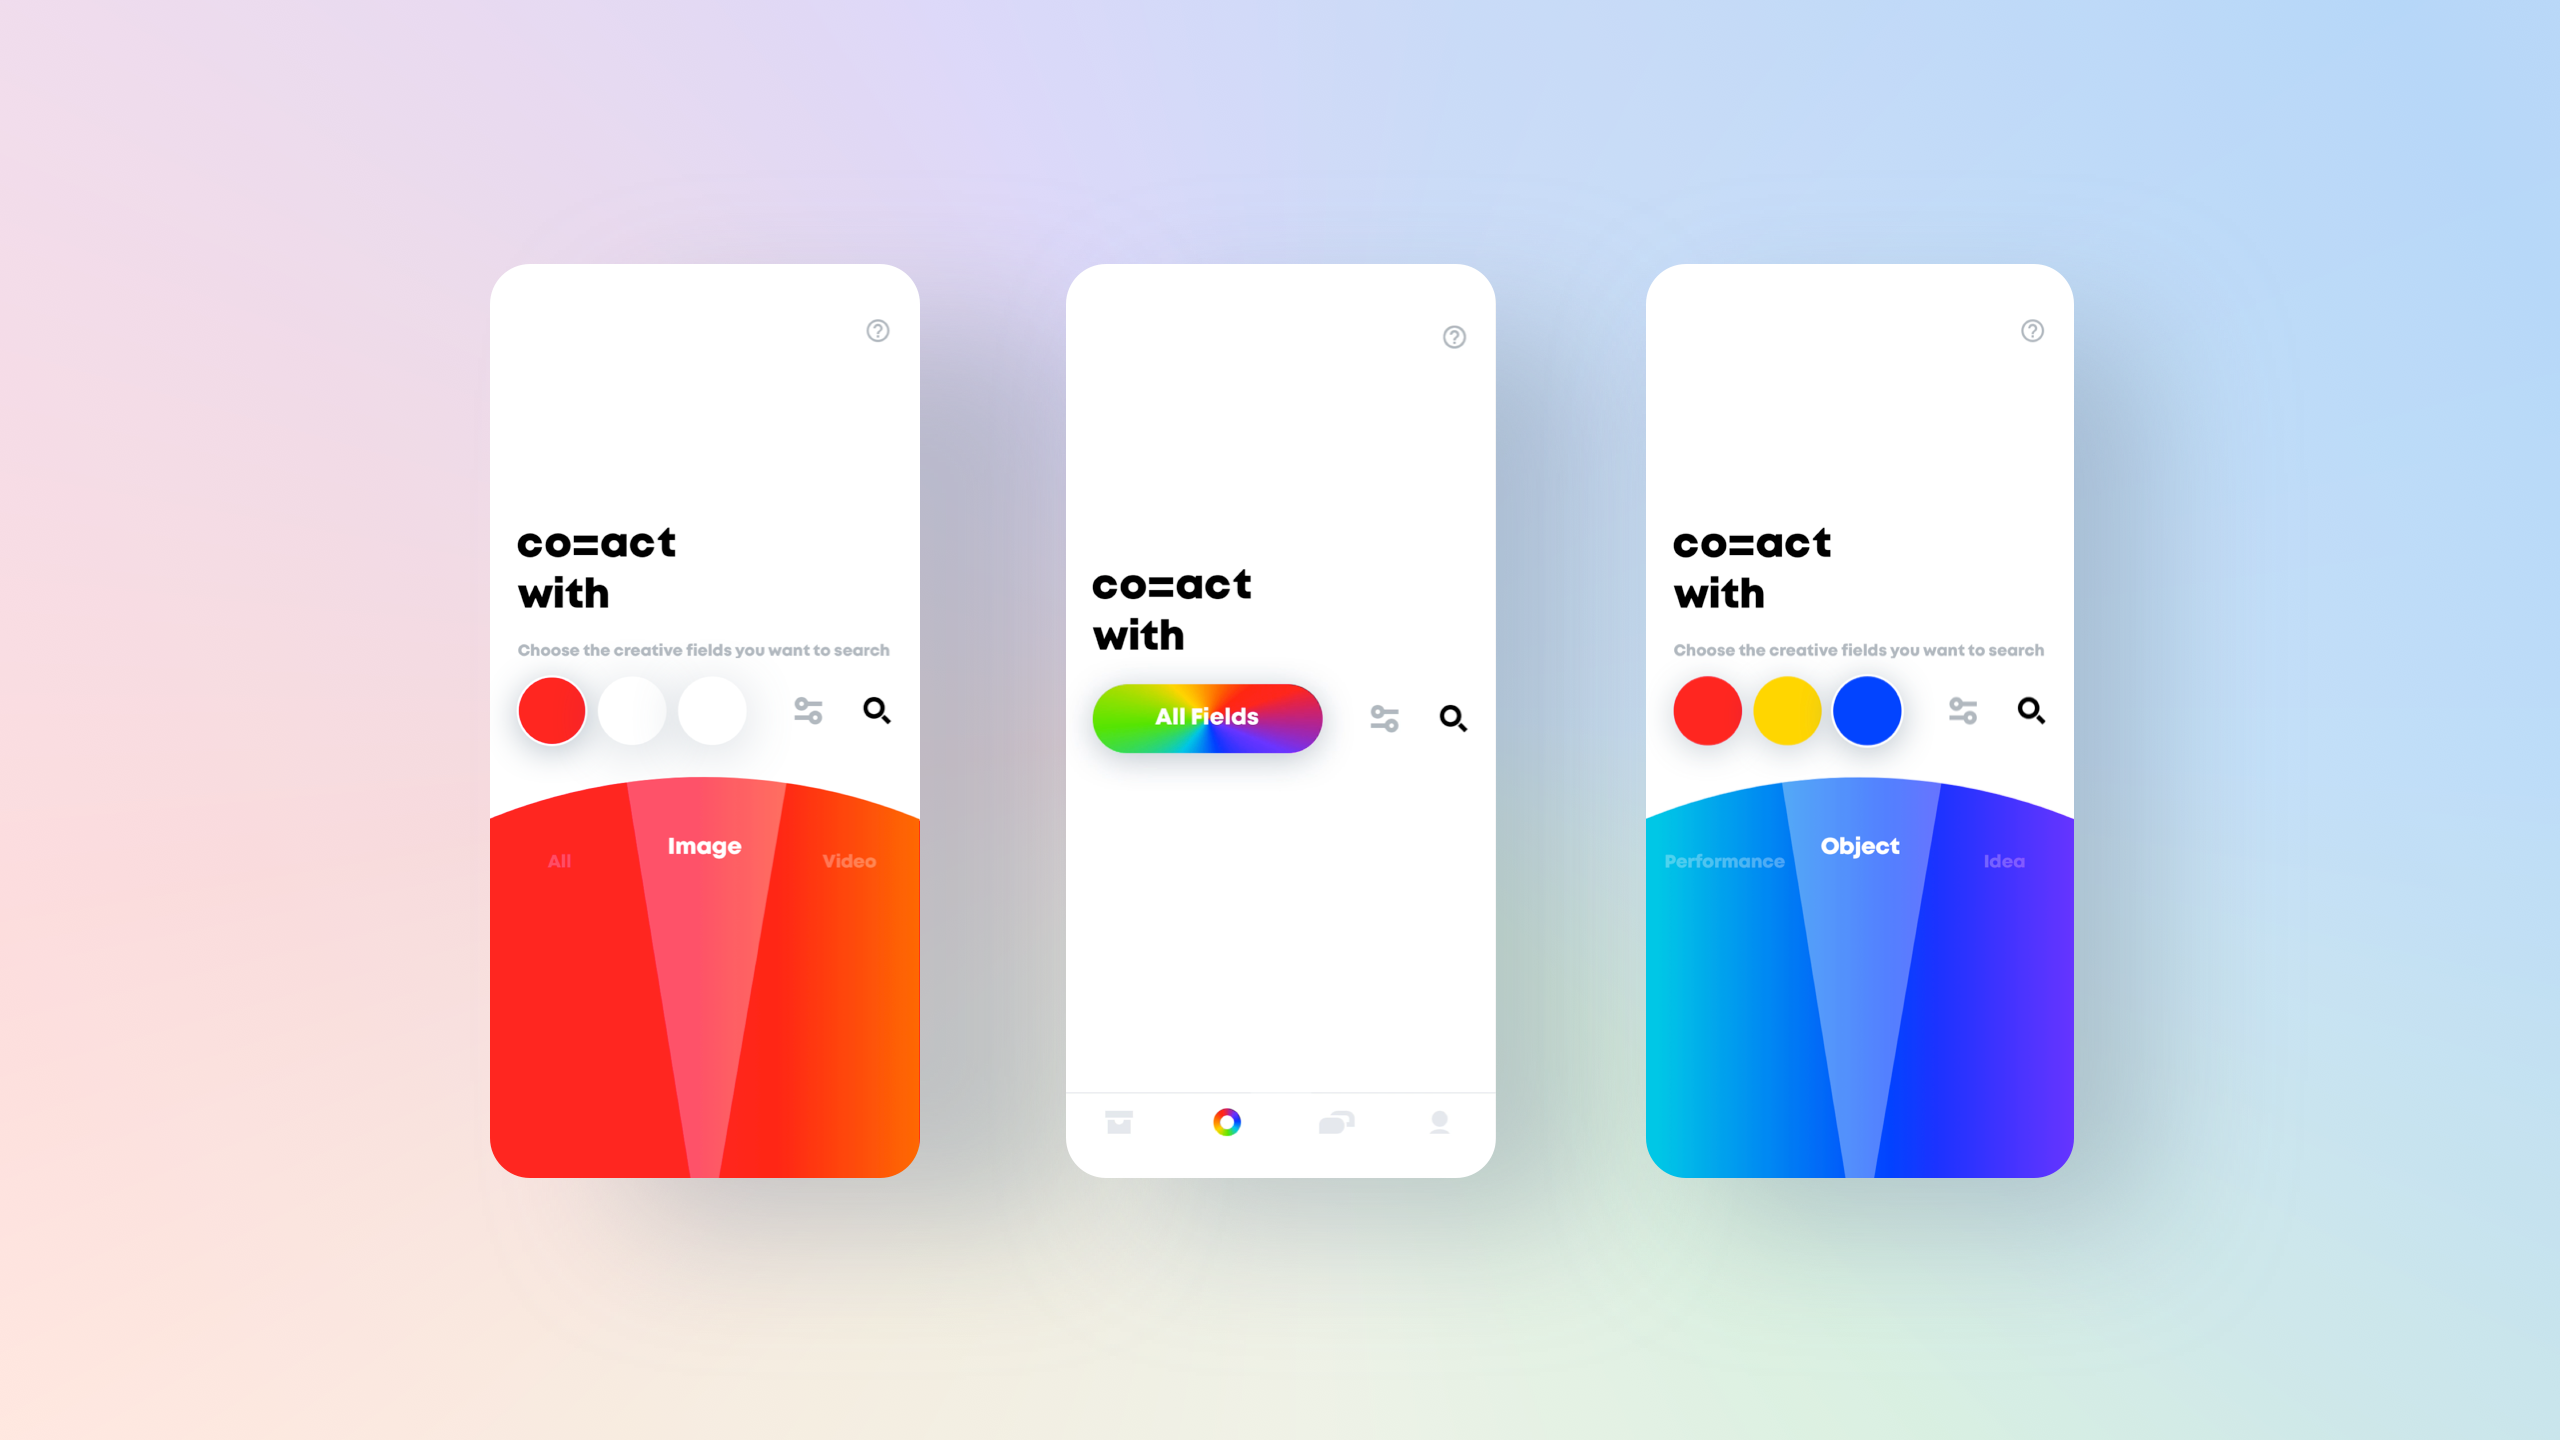 co=act
with
Choose the creative fields you want to search
All
Image
Video
co=act
with
All Fields
co=act
with
Choose the creative fields you want to search
Performance
Object
Idea